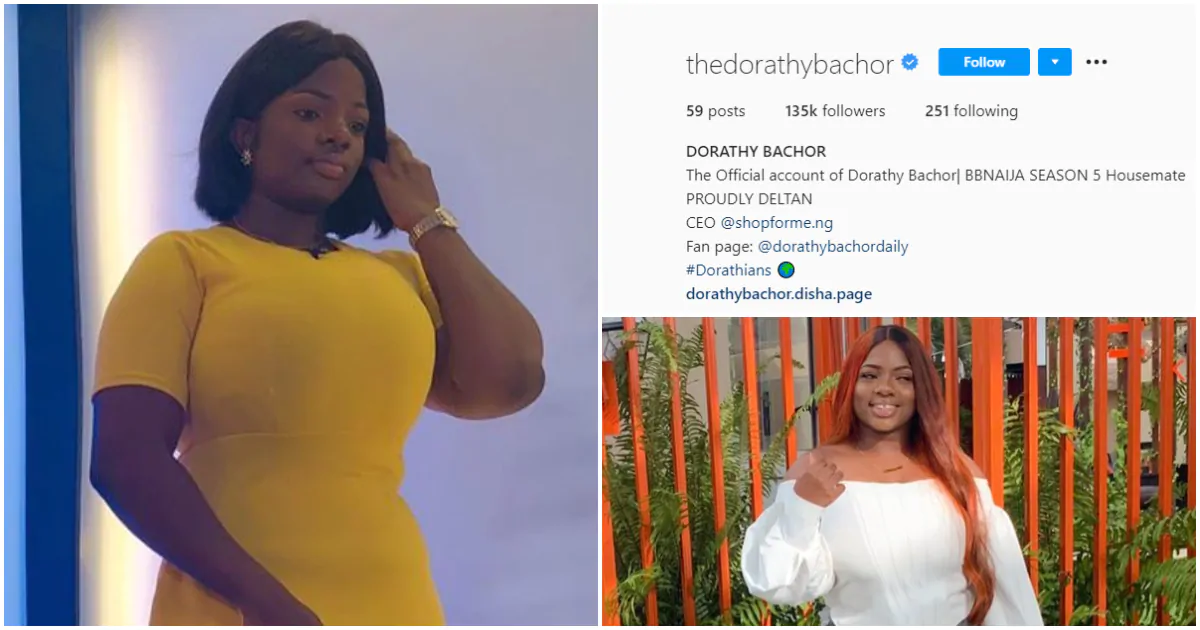 thedorathybachor Follow
59 posts 135k followers 251 following
DORATHY BACHOR
The Official account of Dorathy Bachor| BBNAIJA SEASON 5 Housemate
PROUDLY DELTAN
CEO @shopforme.ng
Fan page: @dorathybachordaily
#Dorathians
dorathybachor.disha.page